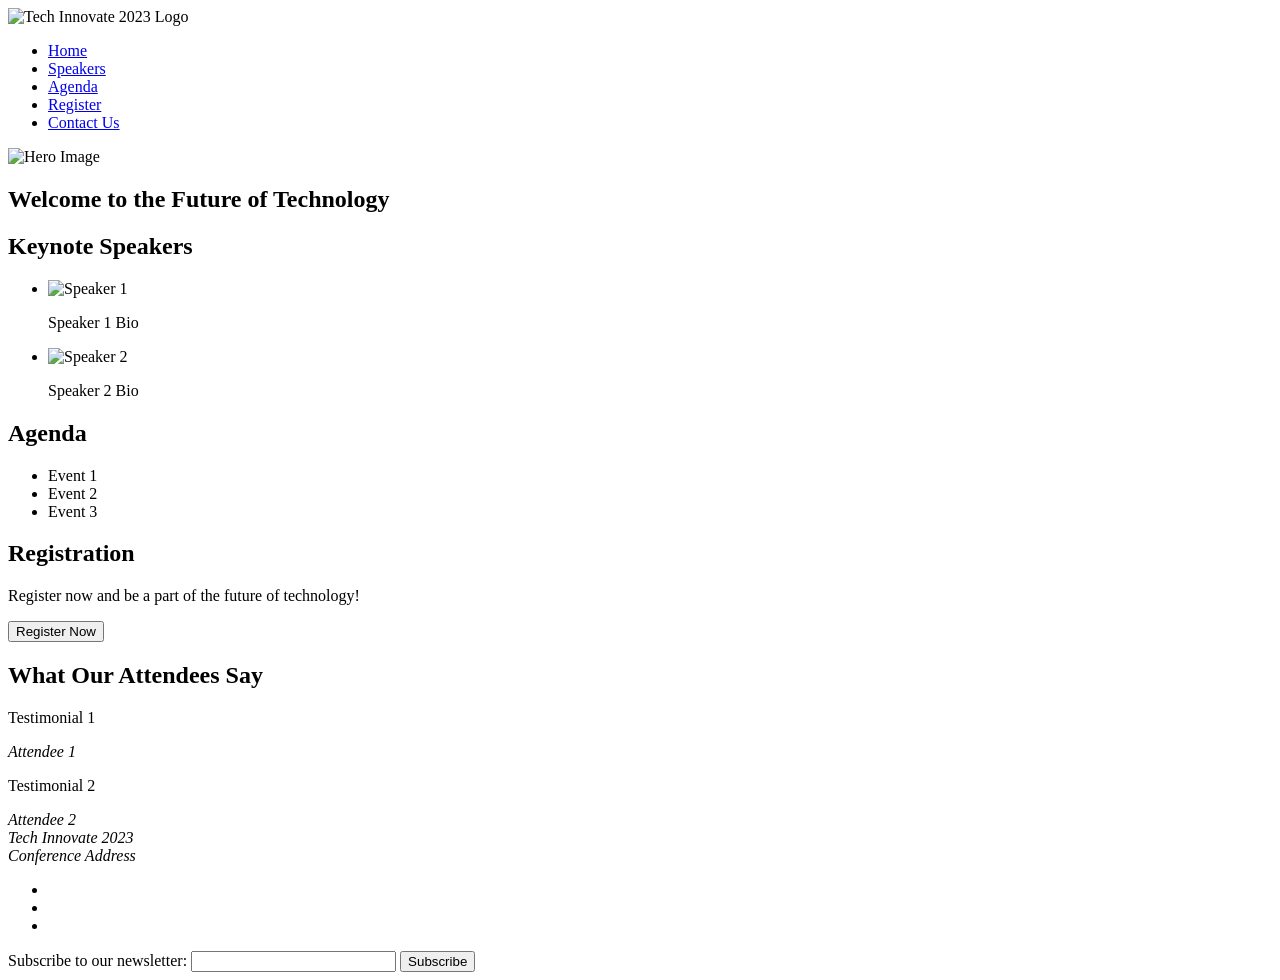 Tech Innovate 2023 Logo
Home
Speakers
Agenda
Register
Contact Us
Hero Image
Welcome to the Future of Technology
Keynote Speakers
Speaker 1
Speaker 1 Bio
Speaker 2
Speaker 2 Bio
Agenda
Event 1
Event 2
Event 3
Registration
Register now and be a part of the future of technology!
Register Now
What Our Attendees Say
Testimonial 1
Attendee 1
Testimonial 2
Attendee 2
Tech Innovate 2023
Conference Address
Subscribe to our newsletter: Subscribe